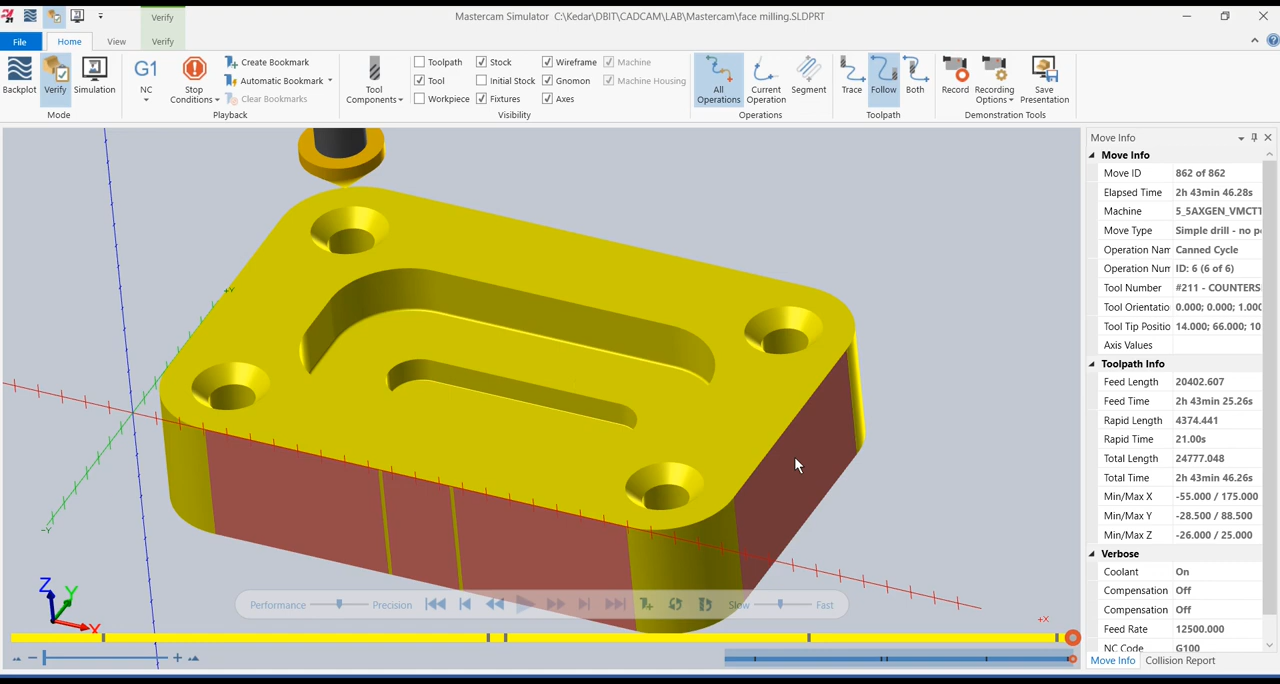 Verify
Mastercam Simulator C:\Kedar\DBIT\CADCAM\LAB\Mastercam\face milling.SLDPRT
File Home View Verify
Backplot Verify Simulation
Mode
G1
NC
Stop Conditions
Create Bookmark
Automatic Bookmark
Clear Bookmarks
Playback
Tool Components
Toolpath Stock Wireframe Machine
Tool Initial Stock Gnomon Machine Housing
Workpiece Fixtures Axes
Visibility
All Operations
Current Operation
Segment
Operations
Trace Follow Both
Toolpath
Record
Recording Options
Save Presentation
Demonstration Tools
Move Info
Move Info
Move ID 862 of 862
Elapsed Time 2h 43min 46.28s
Machine 5_5AXGEN_VMCTT
Move Type Simple drill - no p
Operation Nam Canned Cycle
Operation Num ID: 6 (6 of 6)
Tool Number #211 - COUNTERS
Tool Orientatio 0.000; 0.000; 1.000
Tool Tip Positio 14.000; 66.000; 10
Axis Values
Toolpath Info
Feed Length 20402.607
Feed Time 2h 43min 25.26s
Rapid Length 4374.441
Rapid Time 21.00s
Total Length 24777.048
Total Time 2h 43min 46.26s
Min/Max X -55.000 / 175.000
Min/Max Y -28.500 / 88.500
Min/Max Z -26.000 / 25.000
Verbose
Coolant On
Compensation Off
Compensation Off
Feed Rate 12500.000
NC Code G100
Move Info Collision Report
+Y
-Y
+X
Z
Y
X
Performance Precision Slow Fast